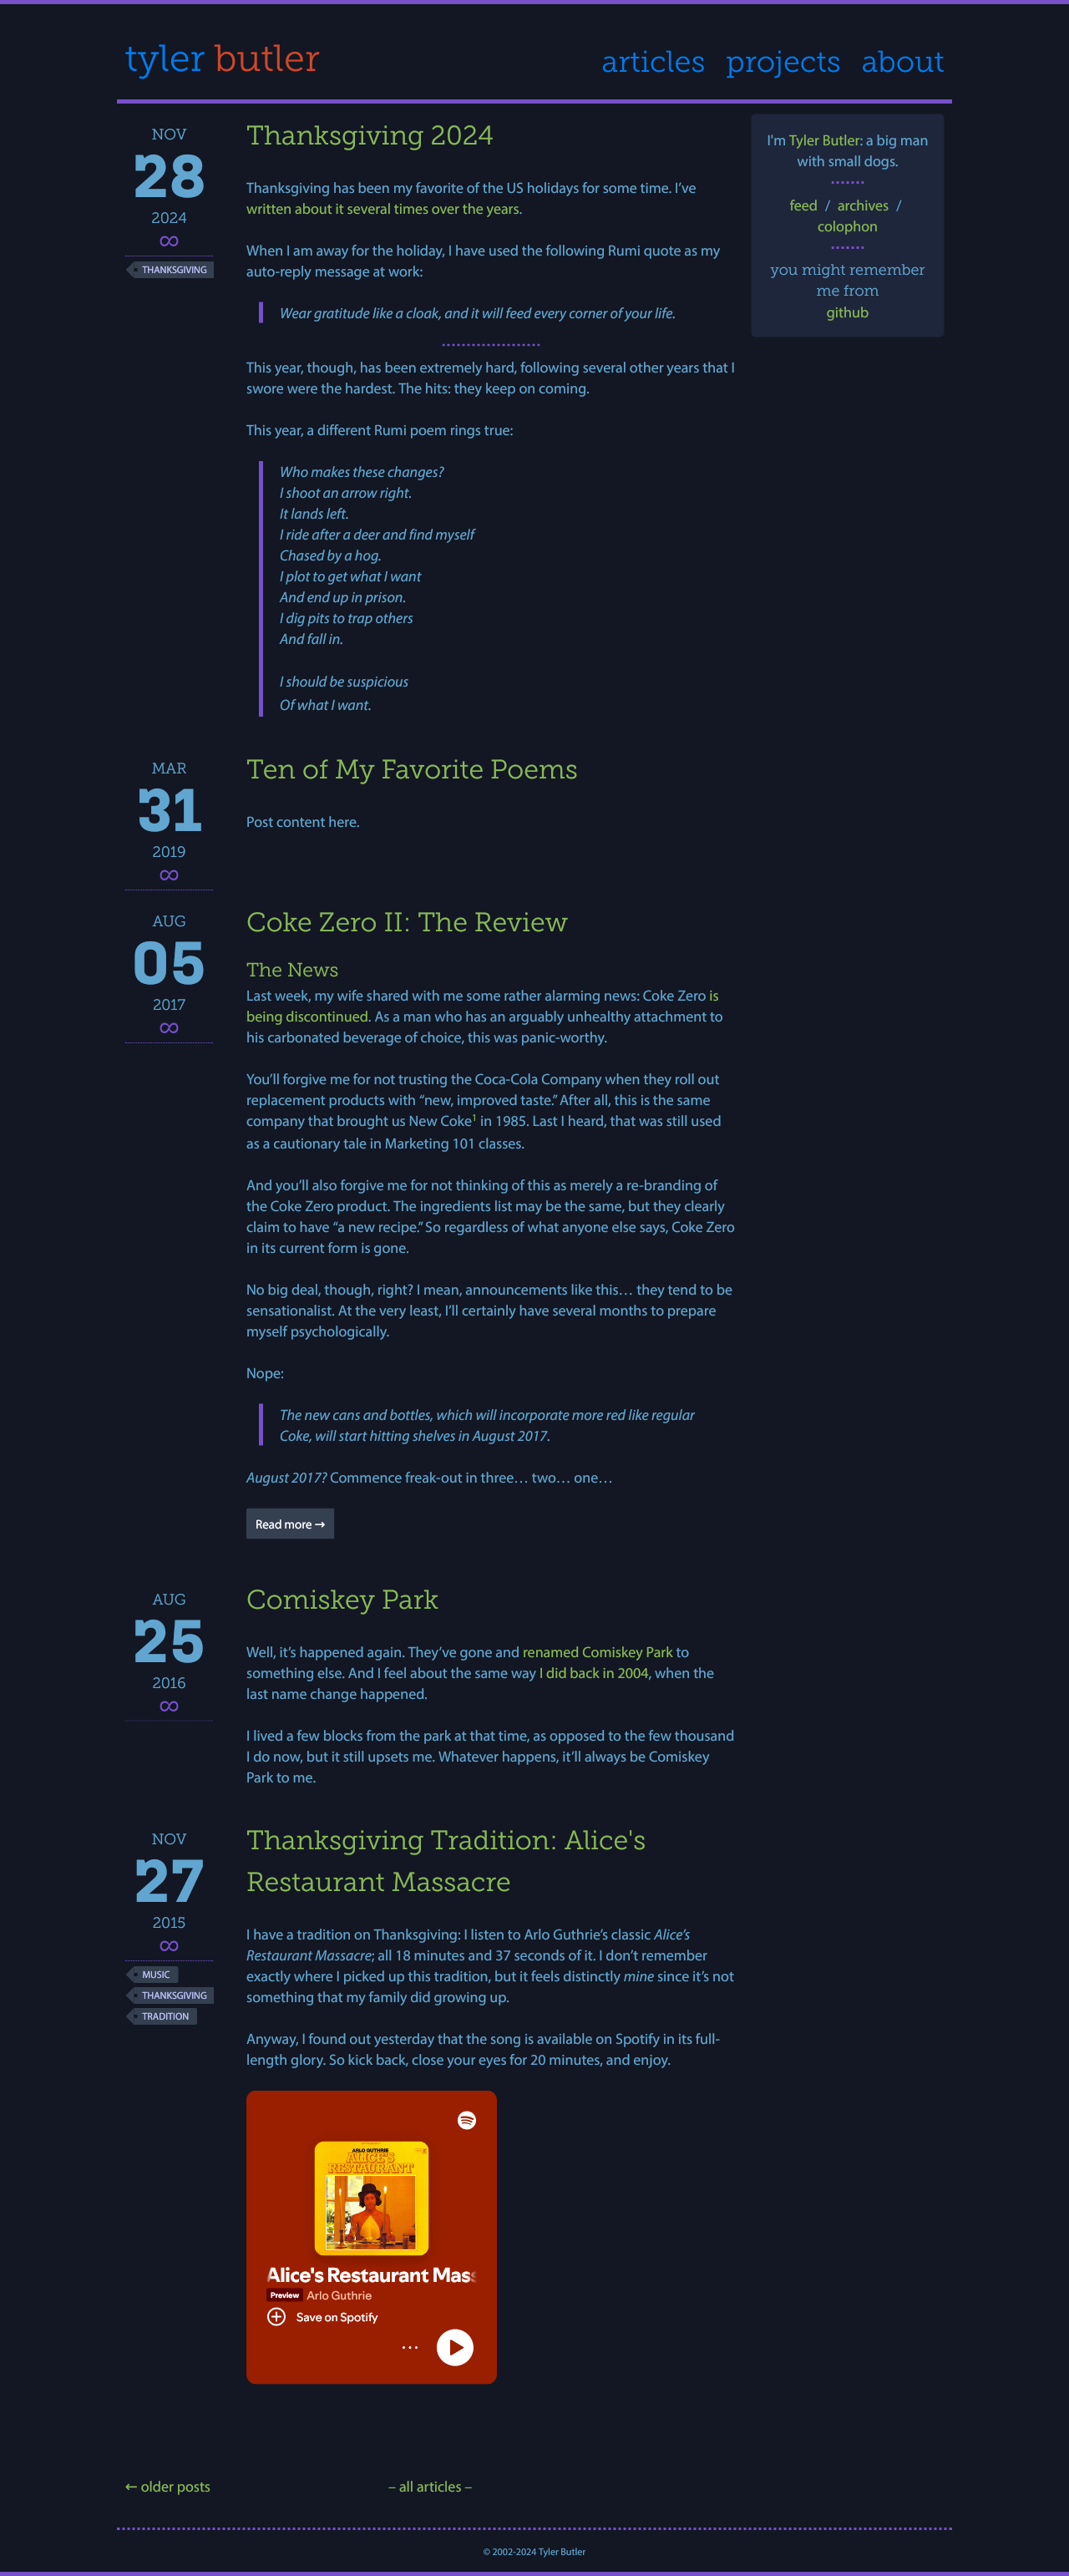 tyler butler
articles projects about
NOV
28
2024
∞
THANKSGIVING
Thanksgiving 2024
Thanksgiving has been my favorite of the US holidays for some time. I’ve
written about it several times over the years.
When I am away for the holiday, I have used the following Rumi quote as my
auto-reply message at work:
Wear gratitude like a cloak, and it will feed every corner of your life.
This year, though, has been extremely hard, following several other years that I
swore were the hardest. The hits: they keep on coming.
This year, a different Rumi poem rings true:
Who makes these changes?
I shoot an arrow right.
It lands left.
I ride after a deer and find myself
Chased by a hog.
I plot to get what I want
And end up in prison.
I dig pits to trap others
And fall in.
I should be suspicious
Of what I want.
I'm Tyler Butler: a big man
with small dogs.
feed / archives /
colophon
you might remember
me from
github
MAR
31
2019
∞
Ten of My Favorite Poems
Post content here.
AUG
05
2017
∞
Coke Zero II: The Review
The News
Last week, my wife shared with me some rather alarming news: Coke Zero is
being discontinued. As a man who has an arguably unhealthy attachment to
his carbonated beverage of choice, this was panic-worthy.
You’ll forgive me for not trusting the Coca-Cola Company when they roll out
replacement products with “new, improved taste.” After all, this is the same
company that brought us New Coke1 in 1985. Last I heard, that was still used
as a cautionary tale in Marketing 101 classes.
And you’ll also forgive me for not thinking of this as merely a re-branding of
the Coke Zero product. The ingredients list may be the same, but they clearly
claim to have “a new recipe.” So regardless of what anyone else says, Coke Zero
in its current form is gone.
No big deal, though, right? I mean, announcements like this… they tend to be
sensationalist. At the very least, I’ll certainly have several months to prepare
myself psychologically.
Nope:
The new cans and bottles, which will incorporate more red like regular
Coke, will start hitting shelves in August 2017.
August 2017? Commence freak-out in three… two… one…
Read more →
AUG
25
2016
∞
Comiskey Park
Well, it’s happened again. They’ve gone and renamed Comiskey Park to
something else. And I feel about the same way I did back in 2004, when the
last name change happened.
I lived a few blocks from the park at that time, as opposed to the few thousand
I do now, but it still upsets me. Whatever happens, it’ll always be Comiskey
Park to me.
NOV
27
2015
∞
MUSIC
THANKSGIVING
TRADITION
Thanksgiving Tradition: Alice's
Restaurant Massacre
I have a tradition on Thanksgiving: I listen to Arlo Guthrie’s classic Alice’s
Restaurant Massacre; all 18 minutes and 37 seconds of it. I don’t remember
exactly where I picked up this tradition, but it feels distinctly mine since it’s not
something that my family did growing up.
Anyway, I found out yesterday that the song is available on Spotify in its full-
length glory. So kick back, close your eyes for 20 minutes, and enjoy.
ARLO GUTHRIE
ALICE'S
RESTAURANT
Alice's Restaurant Mass
Preview Arlo Guthrie
Save on Spotify
← older posts
– all articles –
© 2002-2024 Tyler Butler